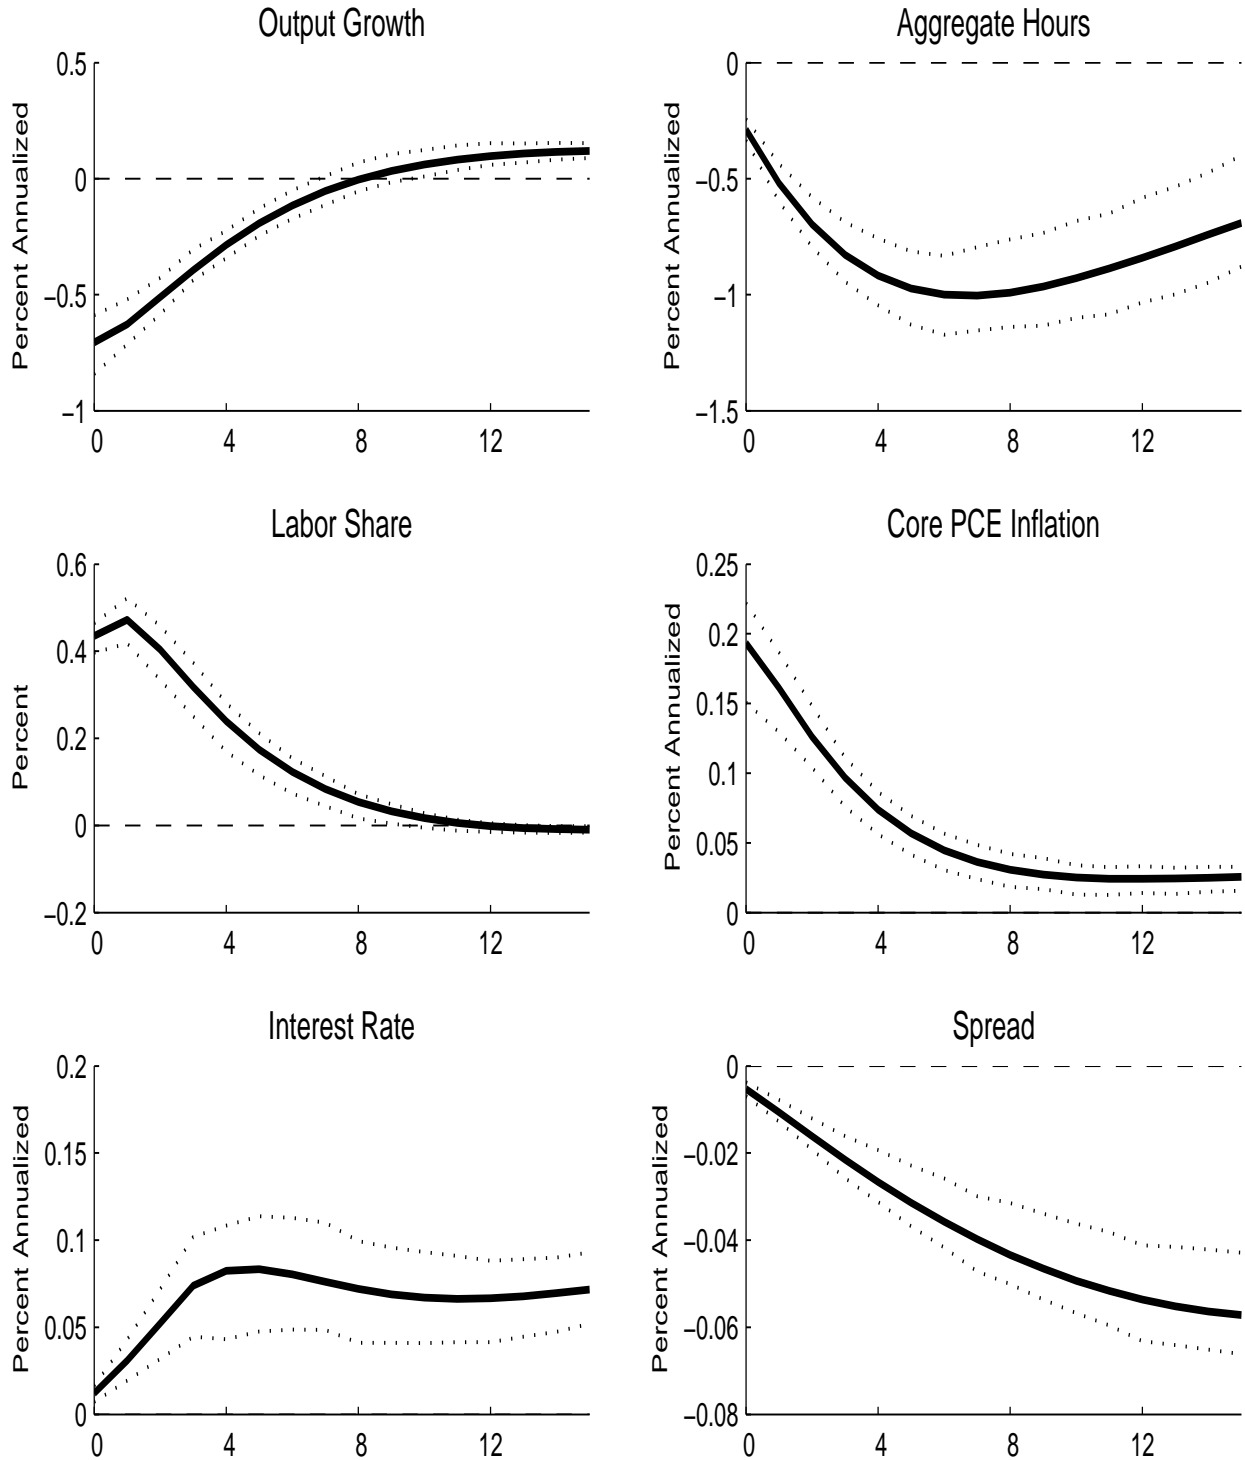 Output Growth
Percent Annualized
0.5
0
−0.5
−1
0 4 8 12
Aggregate Hours
Percent Annualized
0
−0.5
−1
−1.5
0 4 8 12
Labor Share
Percent
0.6
0.4
0.2
0
−0.2
0 4 8 12
Core PCE Inflation
Percent Annualized
0.25
0.2
0.15
0.1
0.05
0
0 4 8 12
Interest Rate
Percent Annualized
0.2
0.15
0.1
0.05
0
0 4 8 12
Spread
Percent Annualized
0
−0.02
−0.04
−0.06
−0.08
0 4 8 12